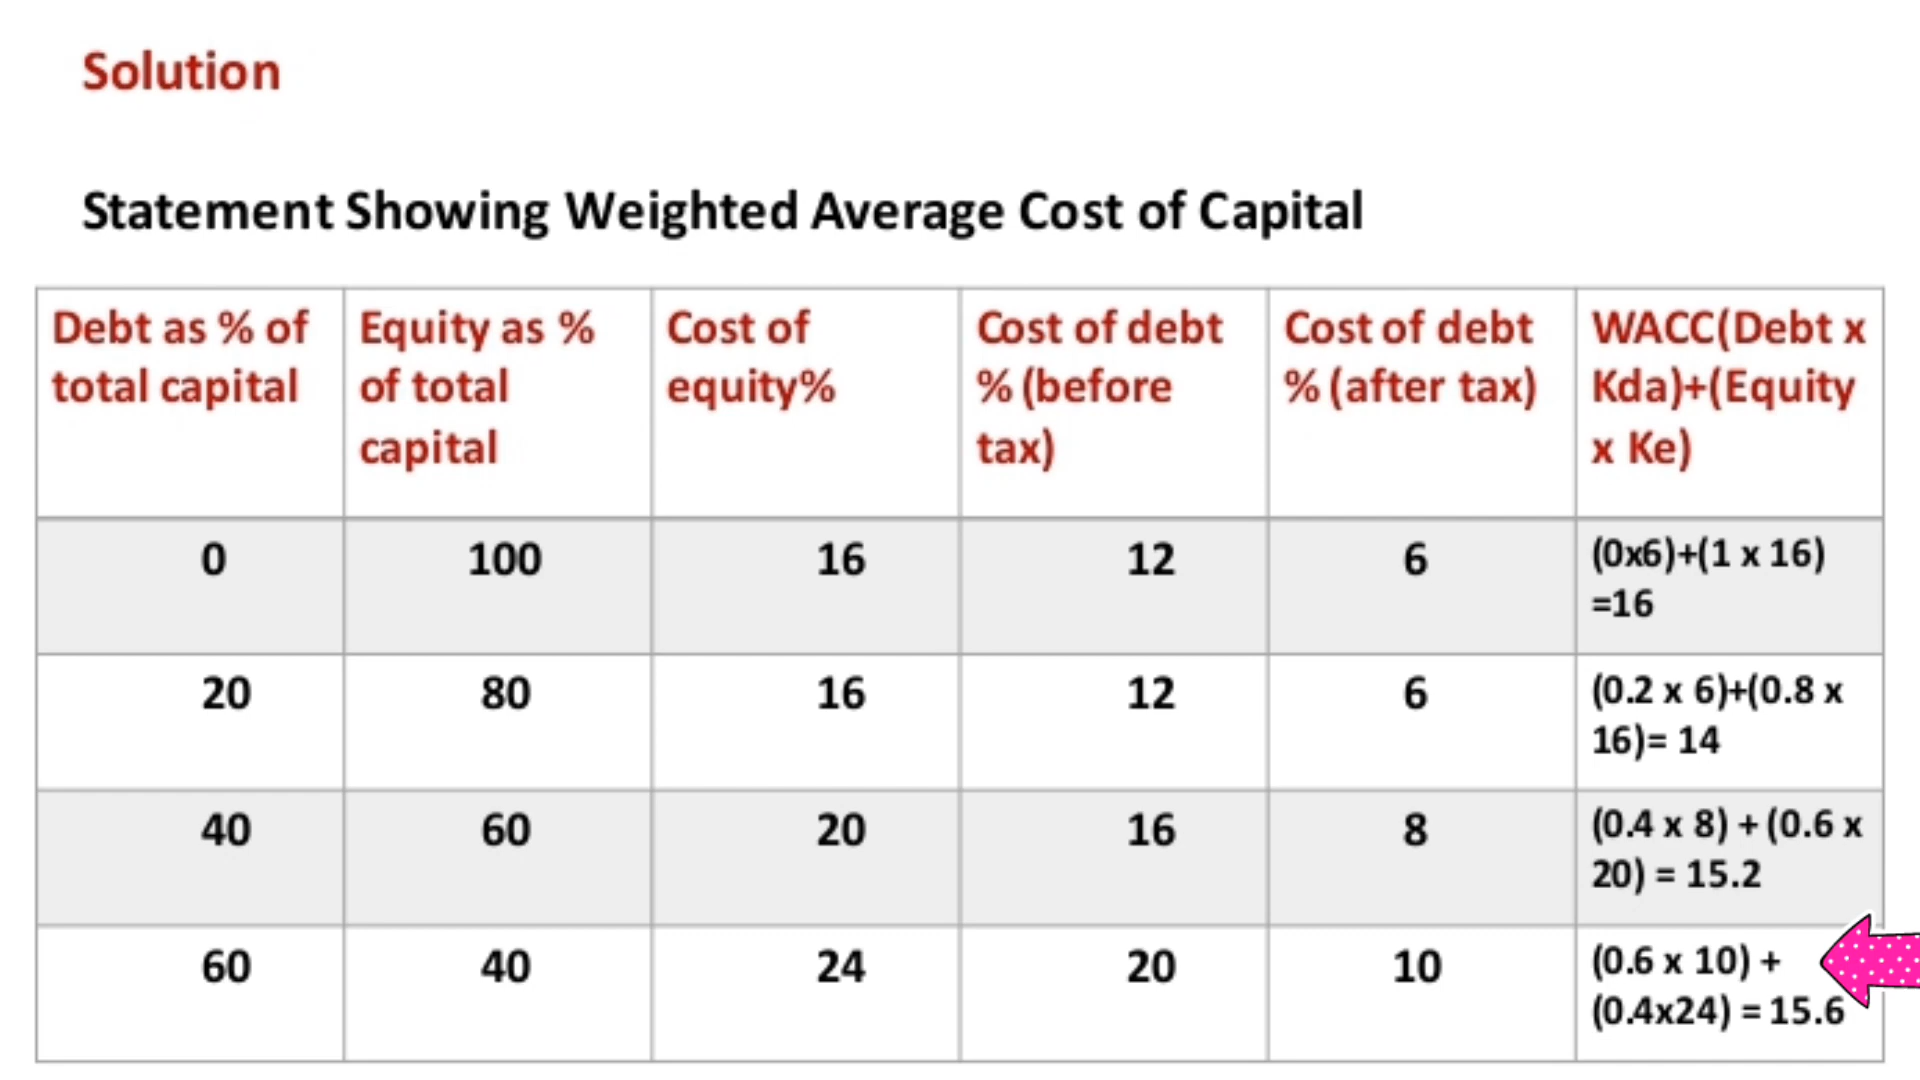 Solution
Statement Showing Weighted Average Cost of Capital
Debt as % of
total capital
Equity as %
of total
capital
Cost of
equity%
Cost of debt
% (before
tax)
Cost of debt
% (after tax)
WACC(Debt x
Kda)+(Equity
x Ke)
0
100
16
12
6
(0x6)+(1 x 16)
=16
20
80
16
12
6
(0.2 x 6)+(0.8 x
16)= 14
40
60
20
16
8
(0.4 x 8) + (0.6 x
20) = 15.2
60
40
24
20
10
(0.6 x 10) +
(0.4x24) = 15.6